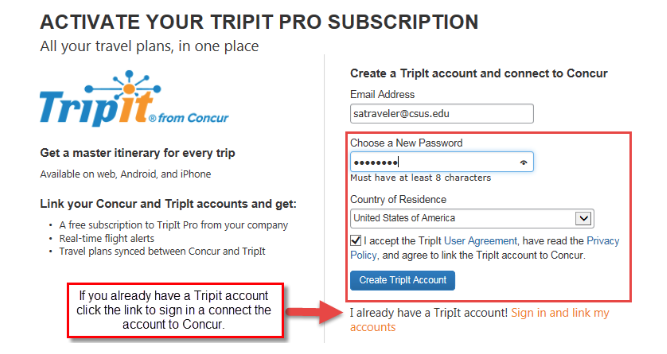 ACTIVATE YOUR TRIPIT PRO SUBSCRIPTION
All your travel plans, in one place
TripIt® from Concur
Get a master itinerary for every trip
Available on web, Android, and iPhone
Link your Concur and TripIt accounts and get:
• A free subscription to TripIt Pro from your company
• Real-time flight alerts
• Travel plans synced between Concur and TripIt
If you already have a Tripit account
click the link to sign in a connect the
account to Concur.
Create a TripIt account and connect to Concur
Email Address
satraveler@csus.edu
Choose a New Password
••••••••
Must have at least 8 characters
Country of Residence
United States of America
I accept the TripIt User Agreement, have read the Privacy
Policy, and agree to link the TripIt account to Concur.
Create TripIt Account
I already have a TripIt account! Sign in and link my
accounts